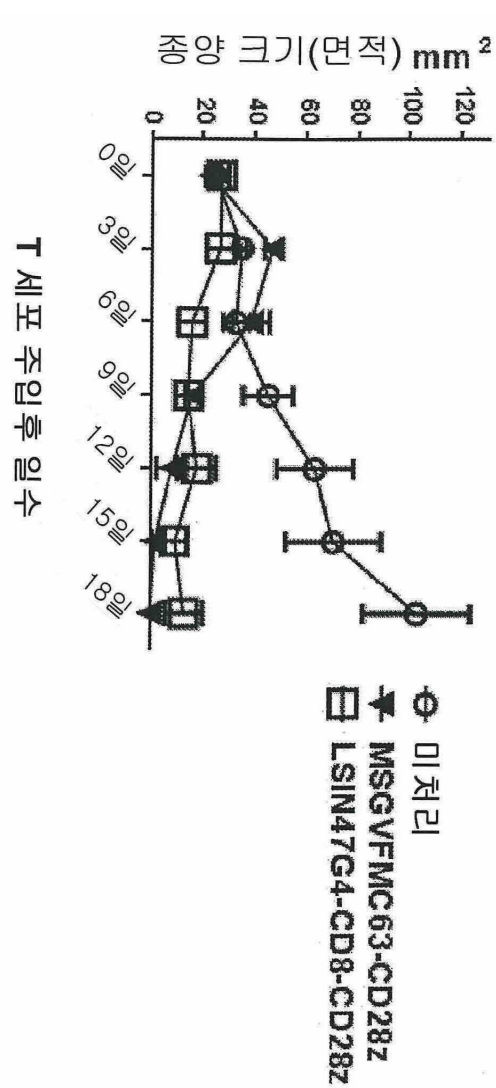 종양 크기(면적) mm²
120
100
80
60
40
20
0
0일
3일
6일
9일
12일
15일
18일
T 세포 주입후 일수
미처리
MSGVFMC63-CD28z
LSIN47G4-CD8-CD28z